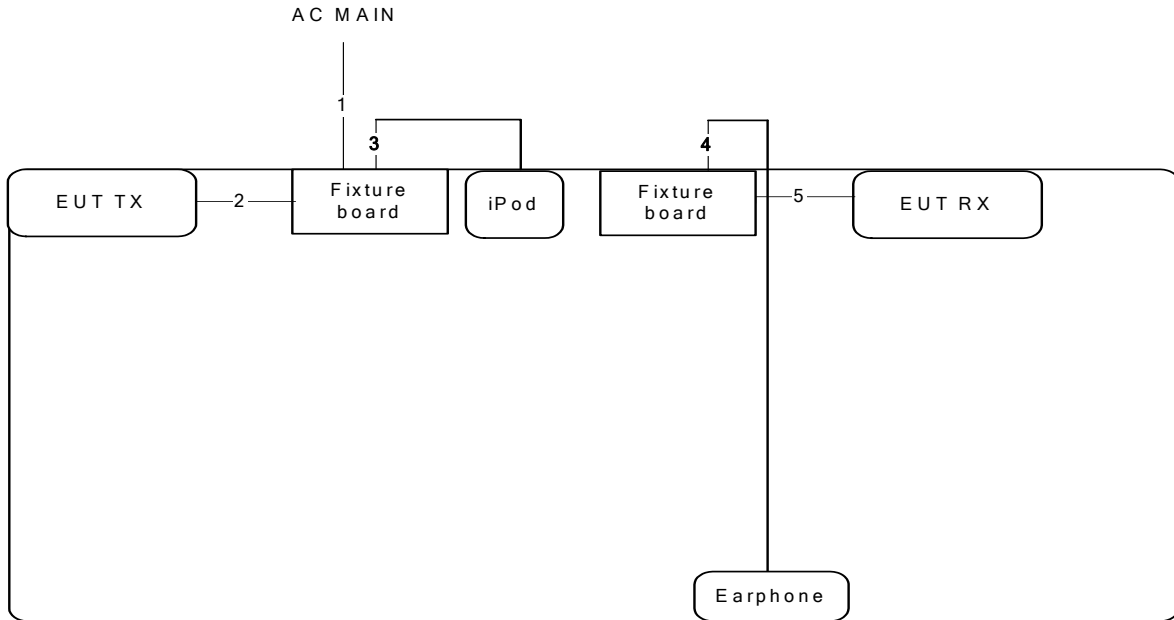 AC MAIN
1
3
4
EUT TX
2
Fixture
board
iPod
Fixture
board
5
EUT RX
Earphone